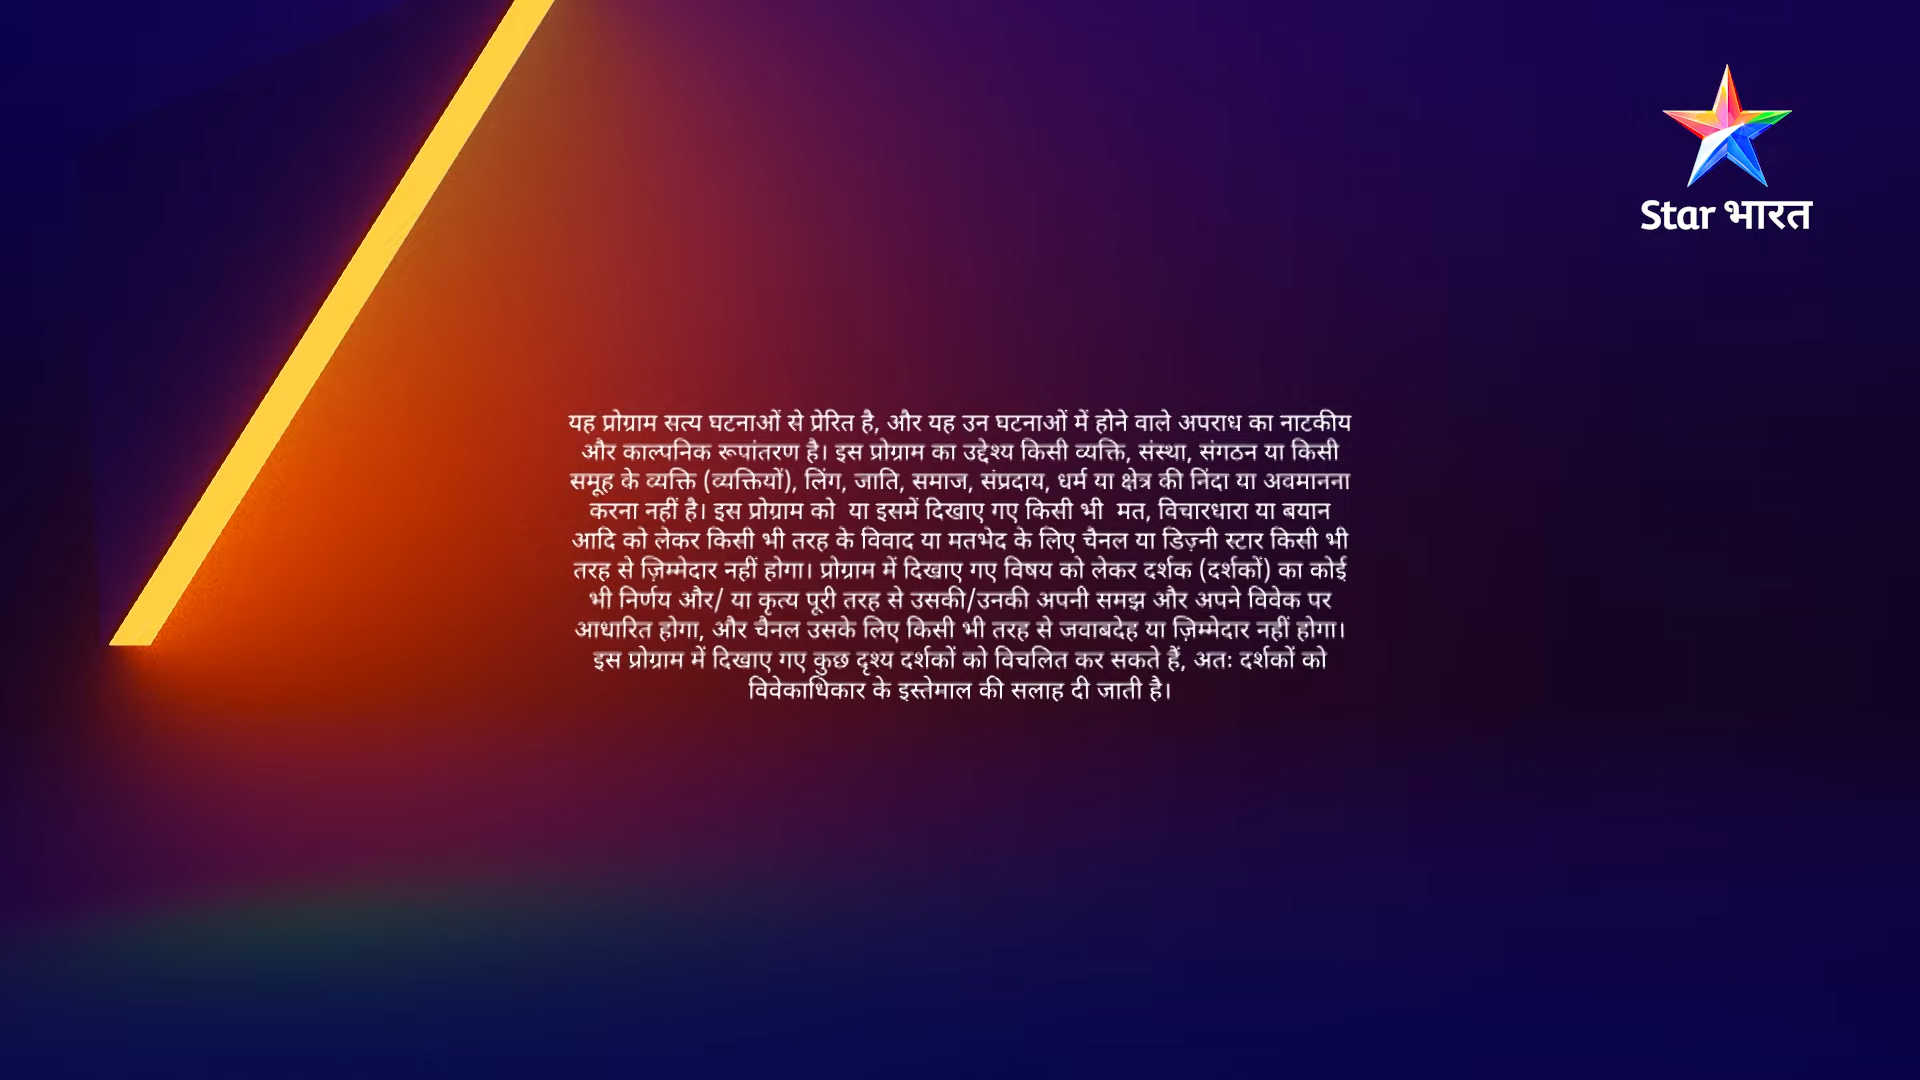 Star भारत
यह प्रोग्राम सत्य घटनाओं से प्रेरित है, और यह उन घटनाओं में होने वाले अपराध का नाटकीय
और काल्पनिक रूपांतरण है। इस प्रोग्राम का उद्देश्य किसी व्यक्ति, संस्था, संगठन या किसी
समूह के व्यक्ति (व्यक्तियों), लिंग, जाति, समाज, संप्रदाय, धर्म या क्षेत्र की निंदा या अवमानना
करना नहीं है। इस प्रोग्राम को या इसमें दिखाए गए किसी भी मत, विचारधारा या बयान
आदि को लेकर किसी भी तरह के विवाद या मतभेद के लिए चैनल या डिज़्नी स्टार किसी भी
तरह से ज़िम्मेदार नहीं होगा। प्रोग्राम में दिखाए गए विषय को लेकर दर्शक (दर्शकों) का कोई
भी निर्णय और/ या कृत्य पूरी तरह से उसकी/उनकी अपनी समझ और अपने विवेक पर
आधारित होगा, और चैनल उसके लिए किसी भी तरह से जवाबदेह या ज़िम्मेदार नहीं होगा।
इस प्रोग्राम में दिखाए गए कुछ दृश्य दर्शकों को विचलित कर सकते हैं, अतः दर्शकों को
विवेकाधिकार के इस्तेमाल की सलाह दी जाती है।